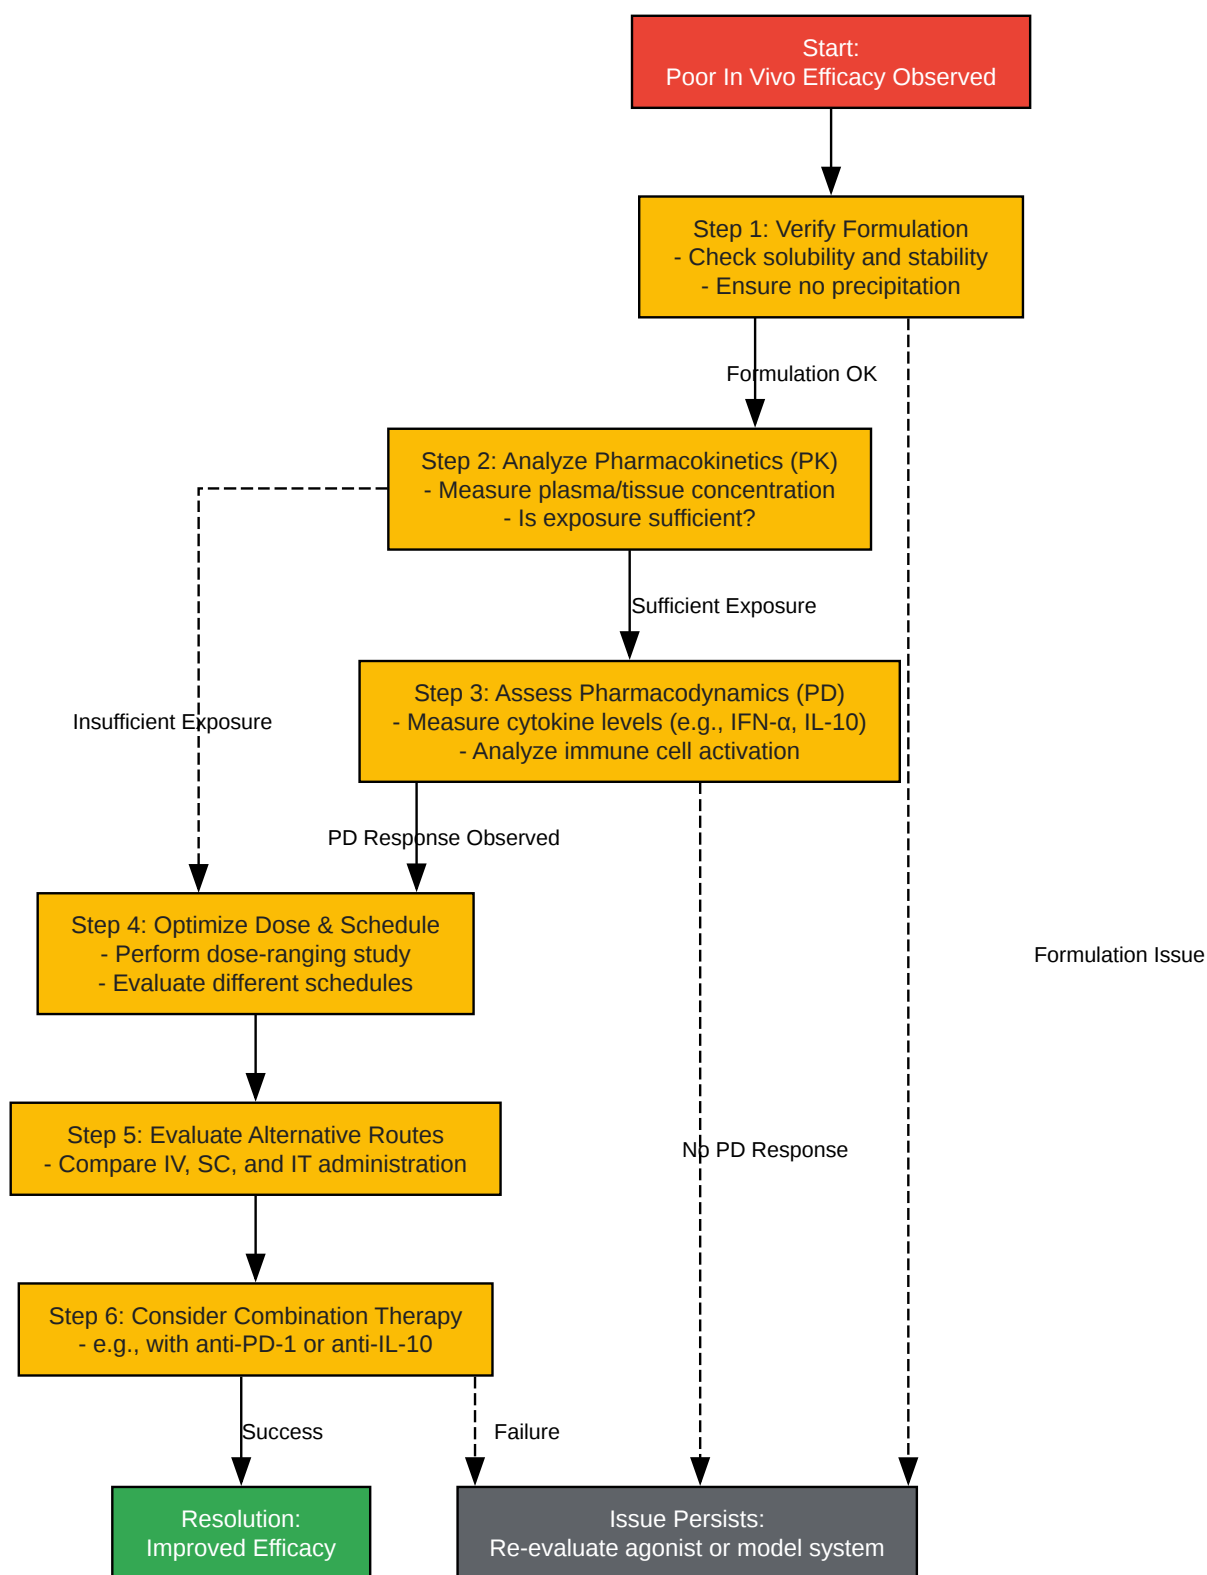 Start:
Poor In Vivo Efficacy Observed
Step 1: Verify Formulation
- Check solubility and stability
- Ensure no precipitation
Formulation OK
Step 2: Analyze Pharmacokinetics (PK)
- Measure plasma/tissue concentration
- Is exposure sufficient?
Sufficient Exposure
Step 3: Assess Pharmacodynamics (PD)
- Measure cytokine levels (e.g., IFN-α, IL-10)
- Analyze immune cell activation
Insufficient Exposure
PD Response Observed
Step 4: Optimize Dose & Schedule
- Perform dose-ranging study
- Evaluate different schedules
Formulation Issue
Step 5: Evaluate Alternative Routes
- Compare IV, SC, and IT administration
No PD Response
Step 6: Consider Combination Therapy
- e.g., with anti-PD-1 or anti-IL-10
Success
Failure
Resolution:
Improved Efficacy
Issue Persists:
Re-evaluate agonist or model system